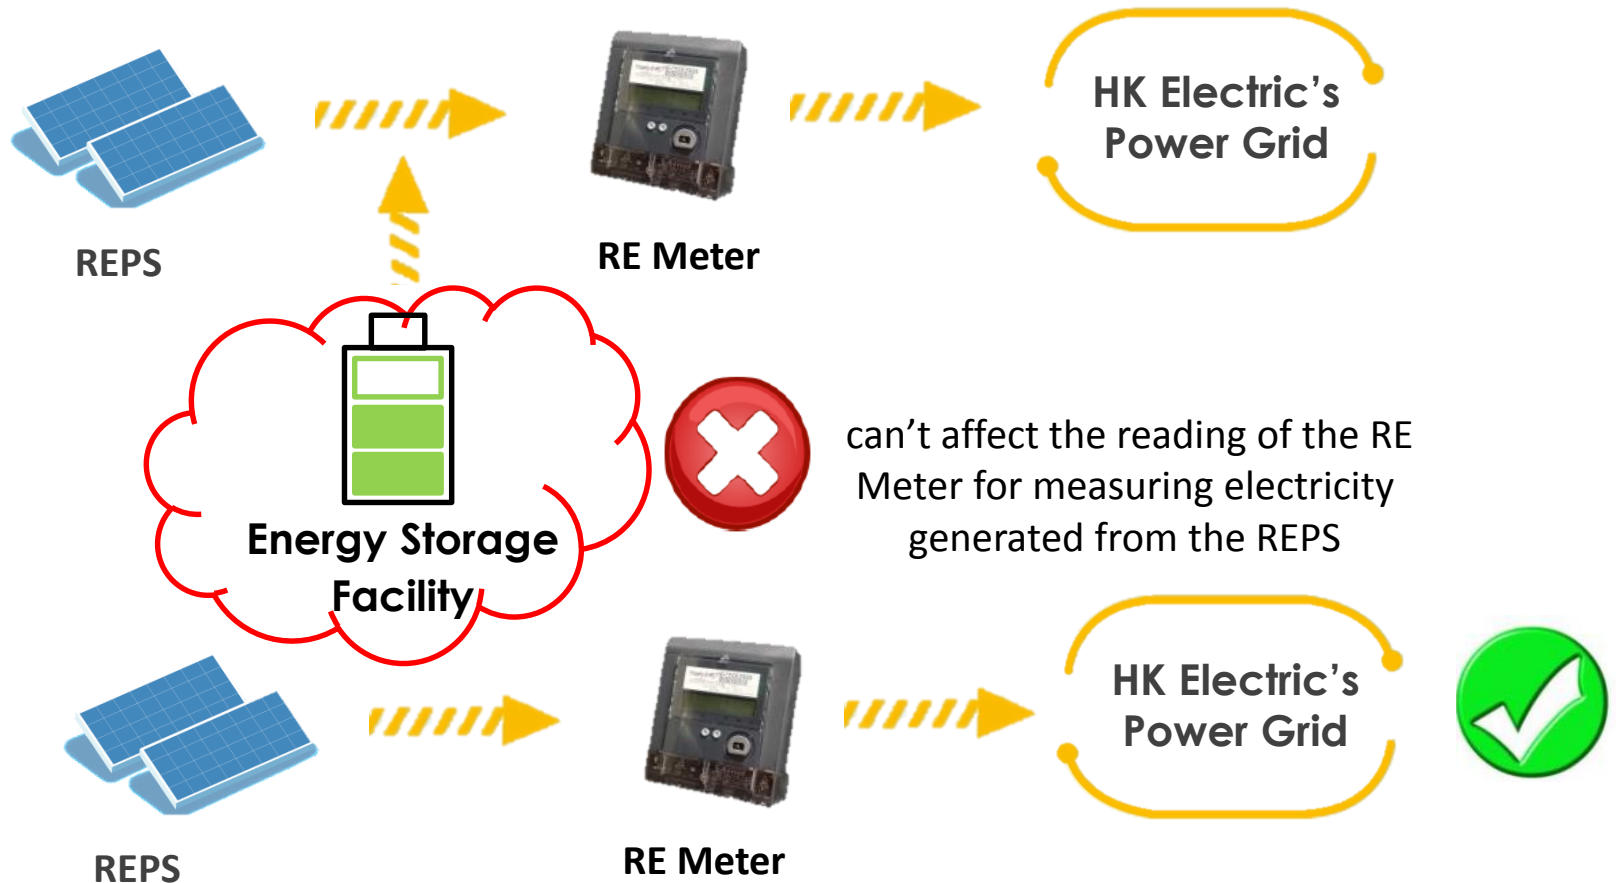 HK Electric's
Power Grid
REPS
RE Meter
can't affect the reading of the RE
Meter for measuring electricity
generated from the REPS
Energy Storage
Facility
HK Electric's
Power Grid
REPS
RE Meter